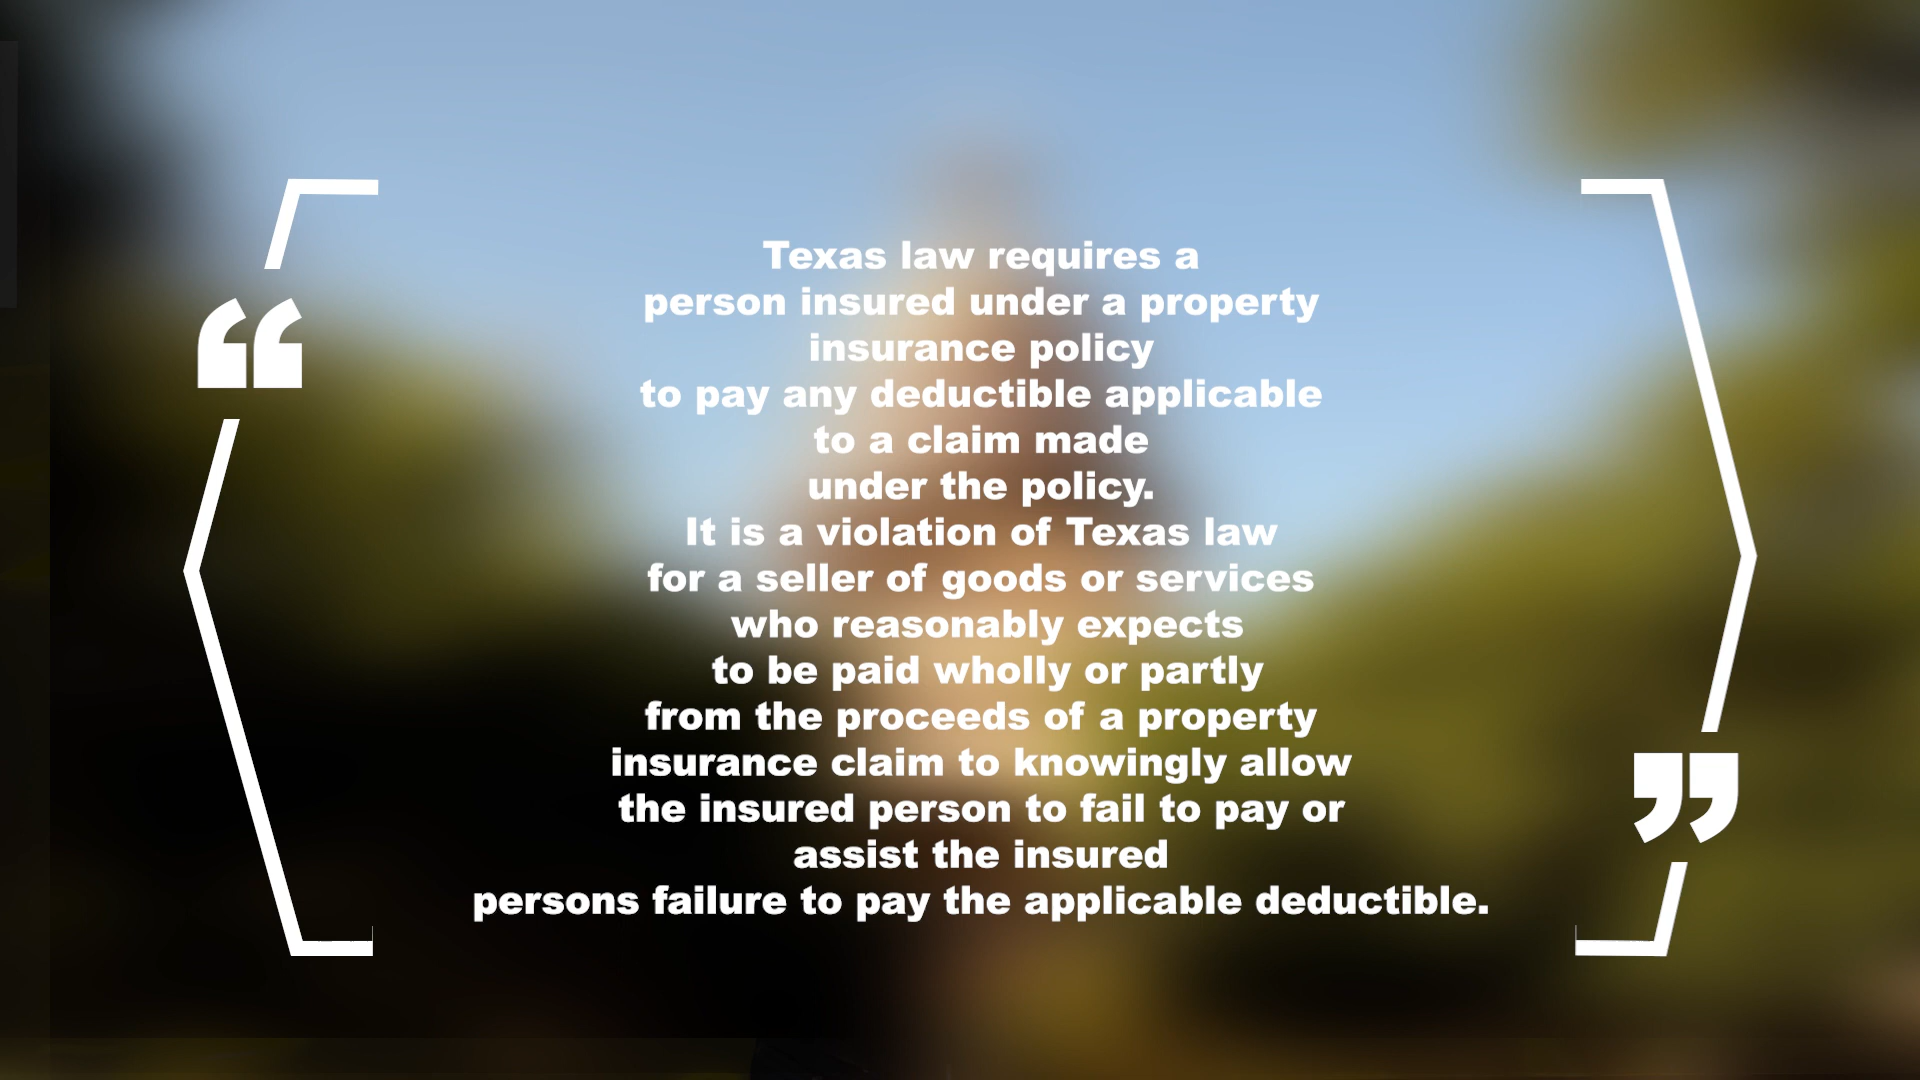 “
Texas law requires a
person insured under a property
insurance policy
to pay any deductible applicable
to a claim made
under the policy.
It is a violation of Texas law
for a seller of goods or services
who reasonably expects
to be paid wholly or partly
from the proceeds of a property
insurance claim to knowingly allow
the insured person to fail to pay or
assist the insured
persons failure to pay the applicable deductible.
”